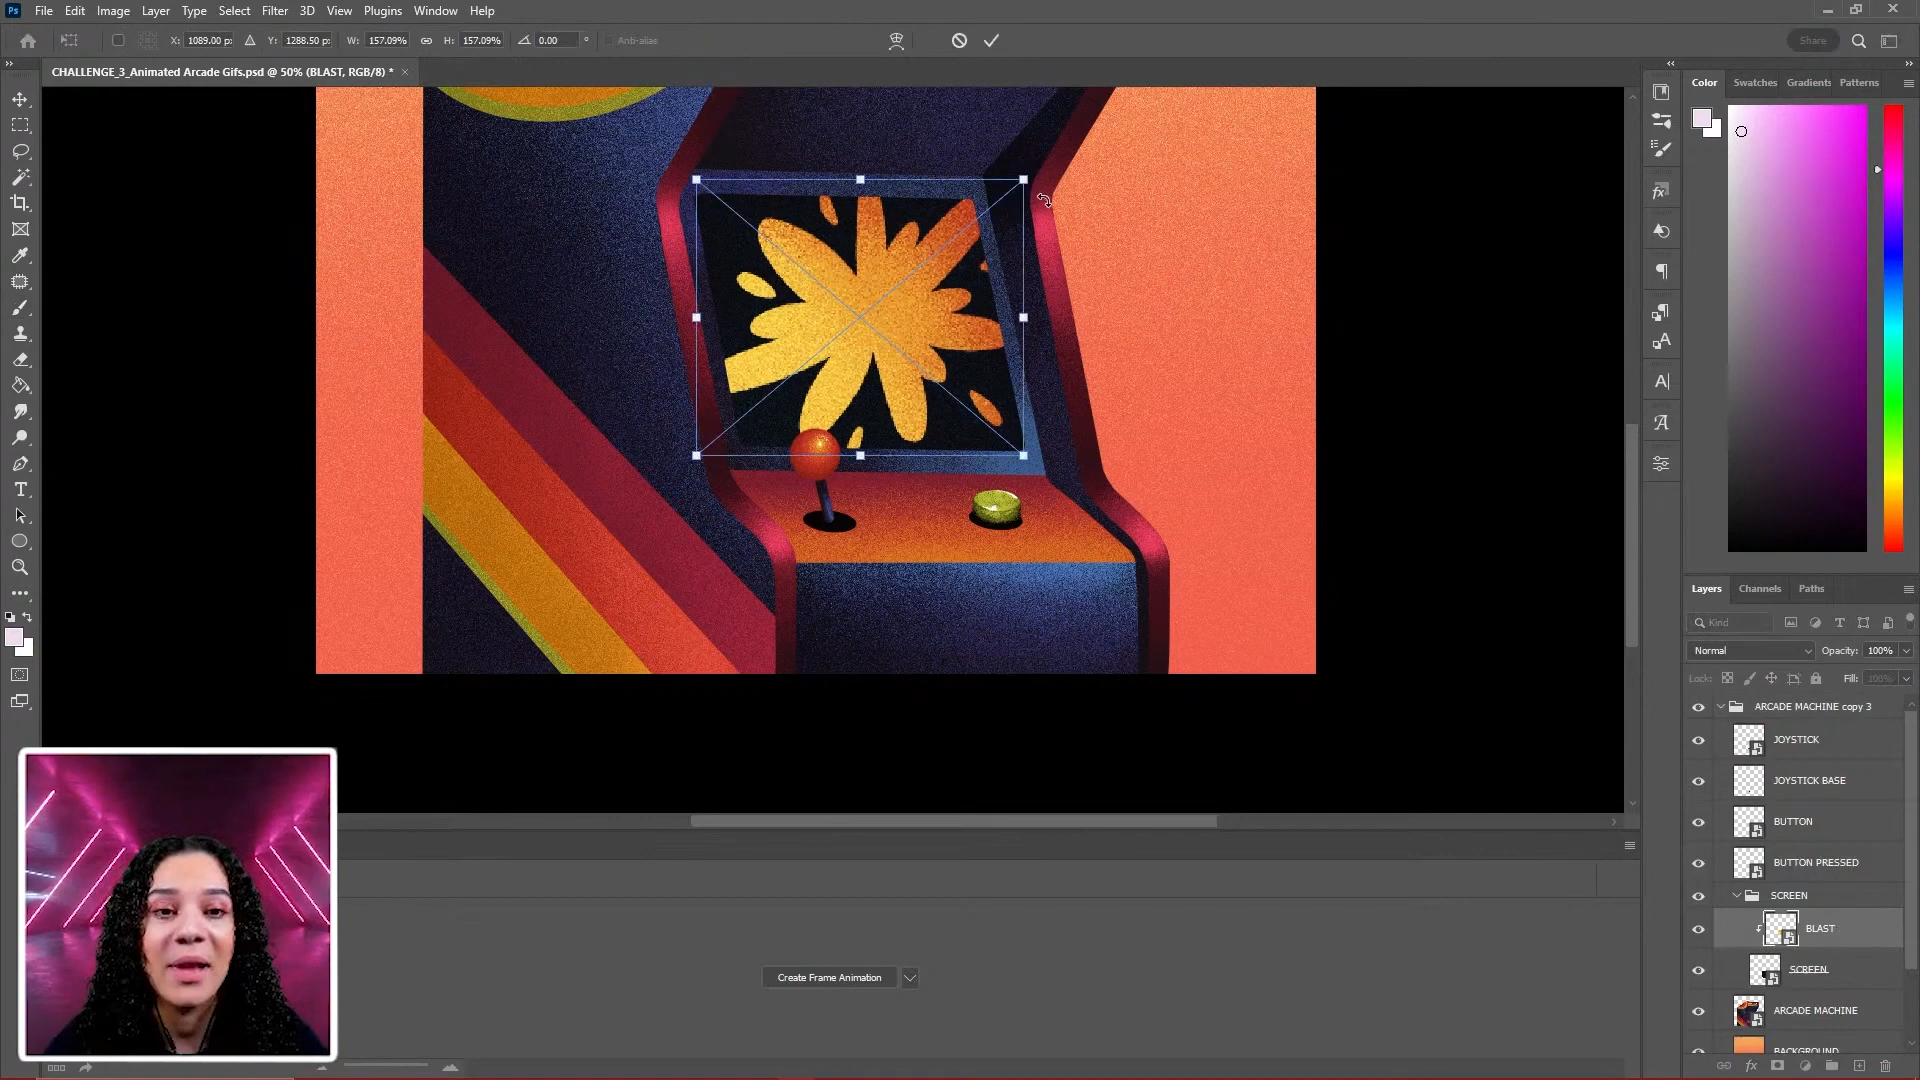 Ps File Edit Image Layer Type Select Filter 3D View Plugins Window Help
X: 1089.00 p: Y: 1288.50 p: W: 157.09% H: 157.09% 0.00 ° Anti-alias Share
CHALLENGE_3_Animated Arcade Gifs.psd @ 50% (BLAST, RGB/8) * ×
Color Swatches Gradients Patterns
Layers Channels Paths
Kind
Normal Opacity: 100%
Lock: Fill: 100%
ARCADE MACHINE copy 3
JOYSTICK
JOYSTICK BASE
BUTTON
BUTTON PRESSED
SCREEN
BLAST
SCREEN
ARCADE MACHINE
BACKGROUND
Create Frame Animation